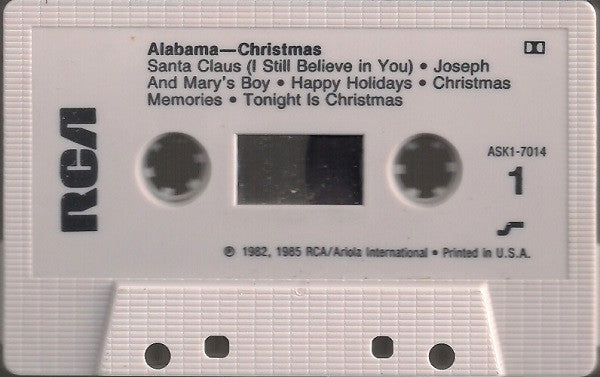 Alabama—Christmas
Santa Claus (I Still Believe in You) • Joseph
And Mary's Boy • Happy Holidays • Christmas
Memories • Tonight Is Christmas
RCA
ASK1-7014
1
℗ 1982, 1985 RCA/Ariola International • Printed in U.S.A.